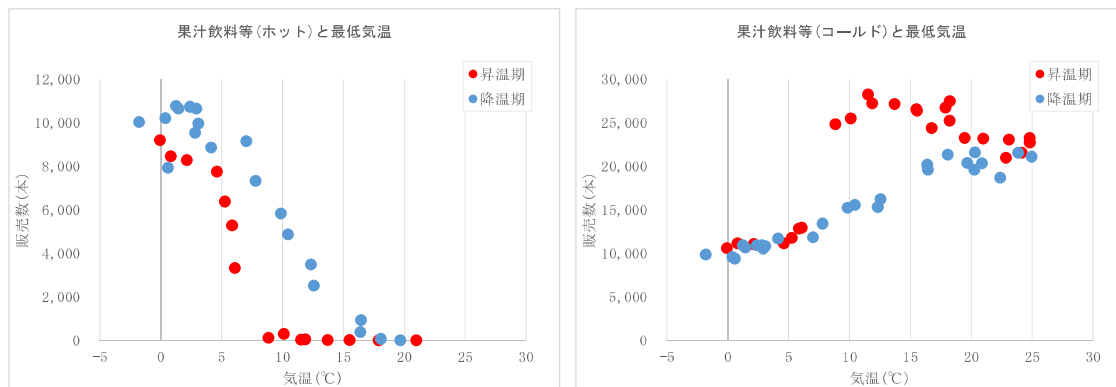 果汁飲料等(ホット)と最低気温
12,000
10,000
8,000
6,000
4,000
2,000
0
-5 0 5 10 15 20 25 30
販売数(本)
気温(℃)
昇温期
降温期
果汁飲料等(コールド)と最低気温
30,000
25,000
20,000
15,000
10,000
5,000
0
-5 0 5 10 15 20 25 30
販売数(本)
気温(℃)
昇温期
降温期